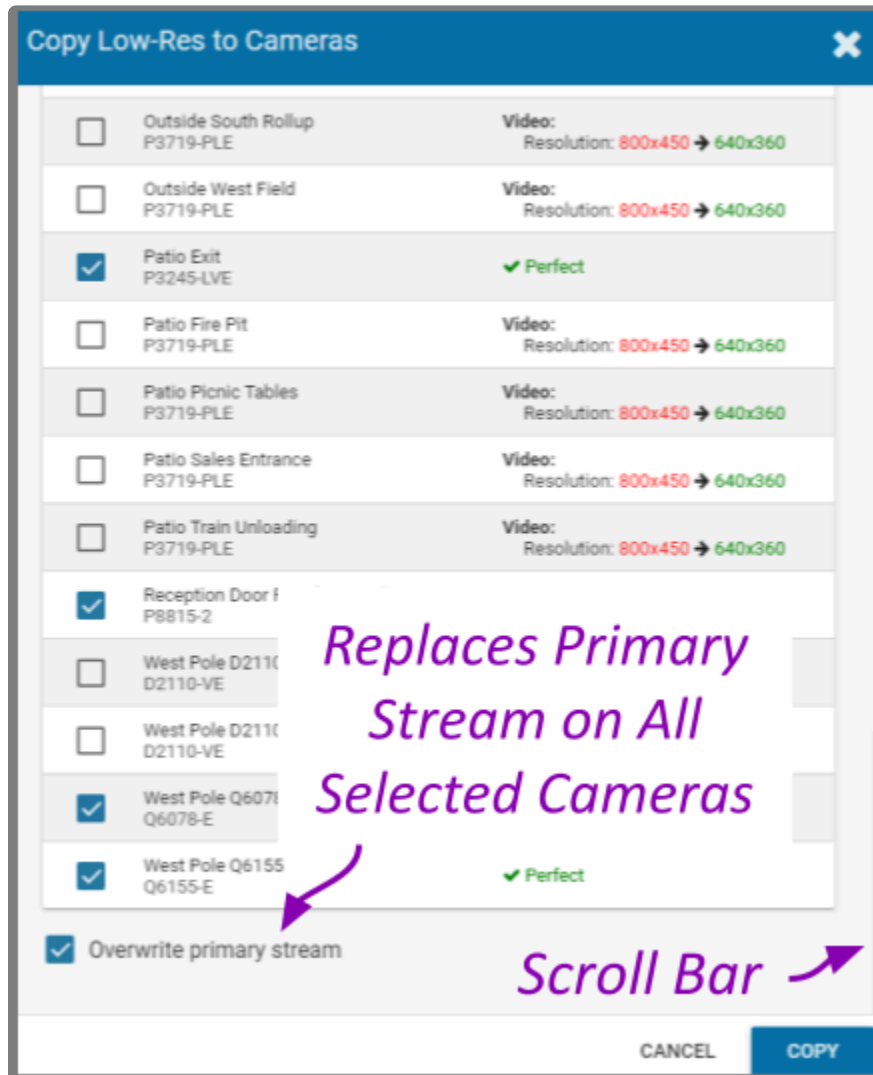 Copy Low-Res to Cameras
Outside South Rollup
P3719-PLE
Video:
Resolution: 800x450 → 640x360
Outside West Field
P3719-PLE
Video:
Resolution: 800x450 → 640x360
Patio Exit
P3245-LVE
✔ Perfect
Patio Fire Pit
P3719-PLE
Video:
Resolution: 800x450 → 640x360
Patio Picnic Tables
P3719-PLE
Video:
Resolution: 800x450 → 640x360
Patio Sales Entrance
P3719-PLE
Video:
Resolution: 800x450 → 640x360
Patio Train Unloading
P3719-PLE
Video:
Resolution: 800x450 → 640x360
Reception Door
P8815-2
West Pole D2110
D2110-VE
West Pole D2110
D2110-VE
West Pole Q6078
Q6078-E
West Pole Q6155
Q6155-E
✔ Perfect
Replaces Primary
Stream on All
Selected Cameras
Overwrite primary stream
Scroll Bar
CANCEL
COPY